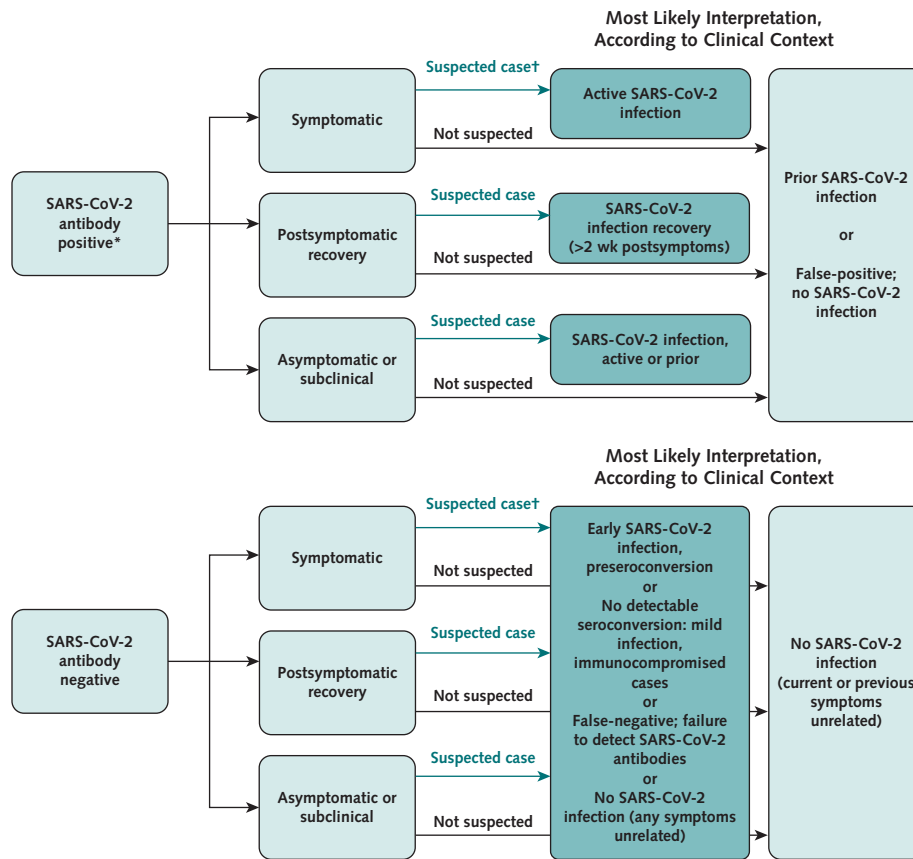 Most Likely Interpretation,
According to Clinical Context
SARS-CoV-2
antibody
positive*
Symptomatic
Suspected case†
Active SARS-CoV-2
infection
Not suspected
Postsymptomatic
recovery
Suspected case
SARS-CoV-2
infection recovery
(>2 wk postsymptoms)
Not suspected
Asymptomatic or
subclinical
Suspected case
SARS-CoV-2 infection,
active or prior
Not suspected
Prior SARS-CoV-2
infection
or
False-positive;
no SARS-CoV-2
infection
Most Likely Interpretation,
According to Clinical Context
SARS-CoV-2
antibody
negative
Symptomatic
Suspected case†
Not suspected
Postsymptomatic
recovery
Suspected case
Not suspected
Asymptomatic or
subclinical
Suspected case
Not suspected
Early SARS-CoV-2
infection,
preseroconversion
or
No detectable
seroconversion: mild
infection,
immunocompromised
cases
or
False-negative; failure
to detect SARS-CoV-2
antibodies
or
No SARS-CoV-2
infection (any symptoms
unrelated)
No SARS-CoV-2
infection
(current or previous
symptoms
unrelated)